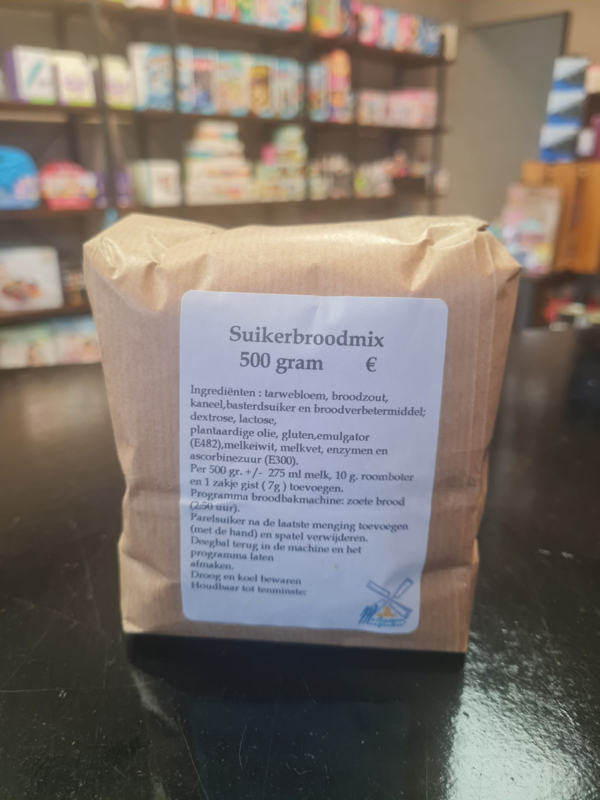 Suikerbroodmix
500 gram €
Ingrediënten : tarwebloem, broodzout,
kaneel,basterdsuiker en broodverbetermiddel;
dextrose, lactose,
plantaardige olie, gluten,emulgator
(E482),melkeiwit, melkvet, enzymen en
ascorbinezuur (E300).
Per 500 gr. +/- 275 ml melk, 10 g. roomboter
en 1 zakje gist ( 7g ) toevoegen.
Programma broodbakmachine: zoete brood
(2:50 uur).
Parelsuiker na de laatste menging toevoegen
(met de hand) en spatel verwijderen.
Deegbal terug in de machine en het
programma laten
afmaken.
Droog en koel bewaren
Houdbaar tot tenminste: